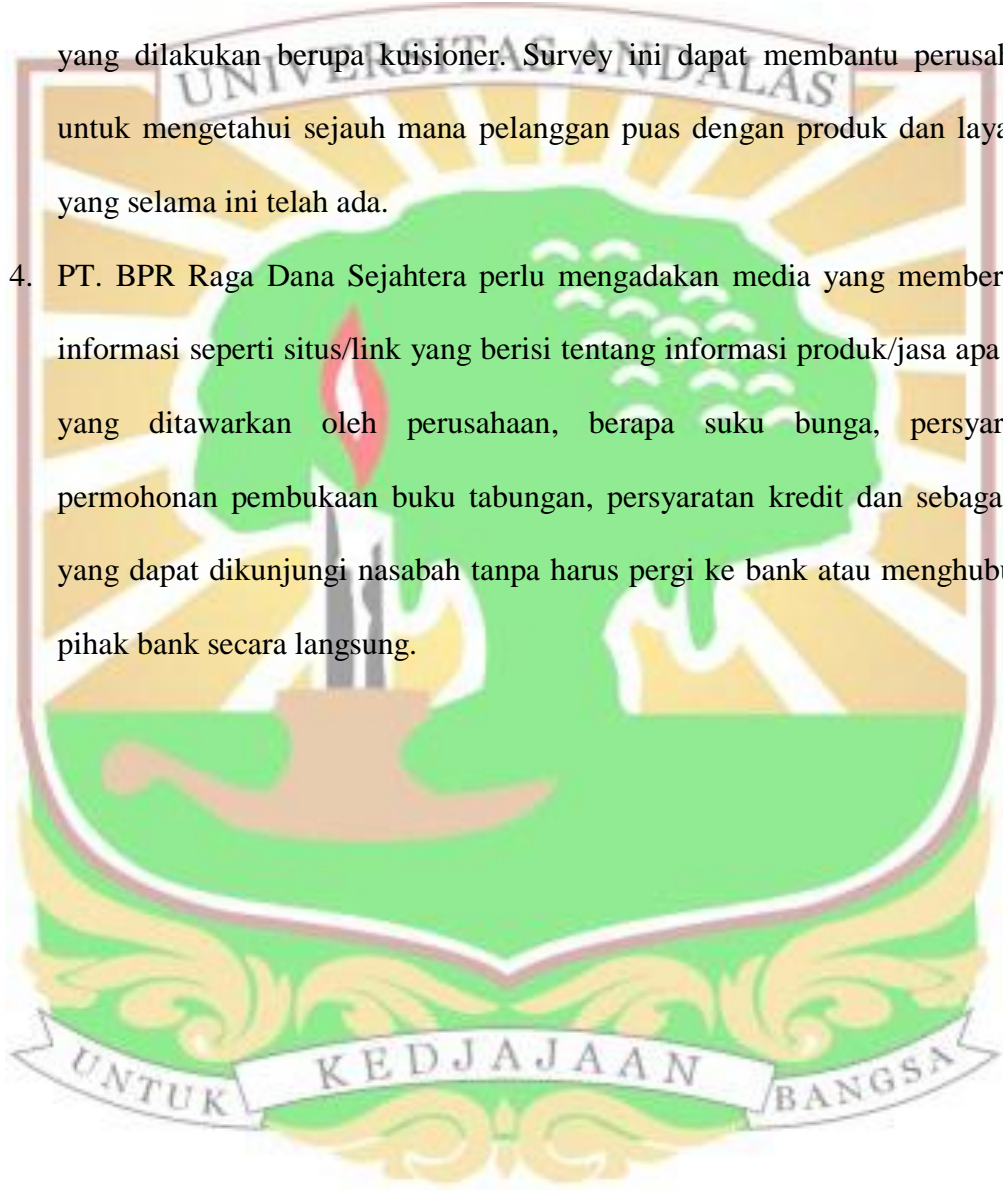 yang dilakukan berupa kuisioner. Survey ini dapat membantu perusal
UNIVERSITAS ANDALAS
untuk mengetahui sejauh mana pelanggan puas dengan produk dan laya
yang selama ini telah ada.
4. PT. BPR Raga Dana Sejahtera perlu mengadakan media yang member
informasi seperti situs/link yang berisi tentang informasi produk/jasa apa
yang ditawarkan oleh perusahaan, berapa suku bunga, persyar
permohonan pembukaan buku tabungan, persyaratan kredit dan sebaga
yang dapat dikunjungi nasabah tanpa harus pergi ke bank atau menghubu
pihak bank secara langsung.
UNTUK KEDJAJAAN BANGSA